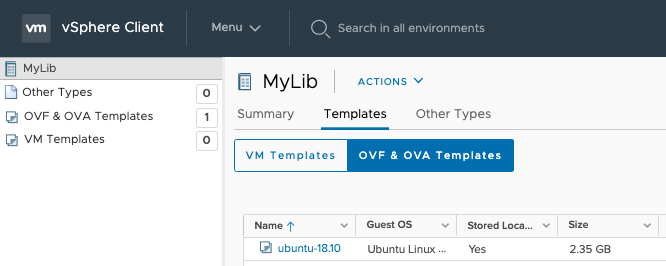 vm vSphere Client Menu Search in all environments
MyLib
Other Types 0
OVF & OVA Templates 1
VM Templates 0
MyLib ACTIONS
Summary Templates Other Types
VM Templates OVF & OVA Templates
Name Guest OS Stored Loca... Size
ubuntu-18.10 Ubuntu Linux ... Yes 2.35 GB